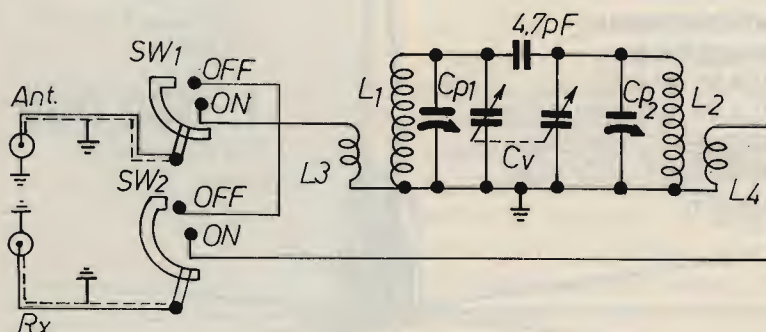 4,7pF
SW1
OFF
ON
Ant.
L1
Cp1
Cp2
L2
L3
Cv
L4
SW2
OFF
ON
Rx